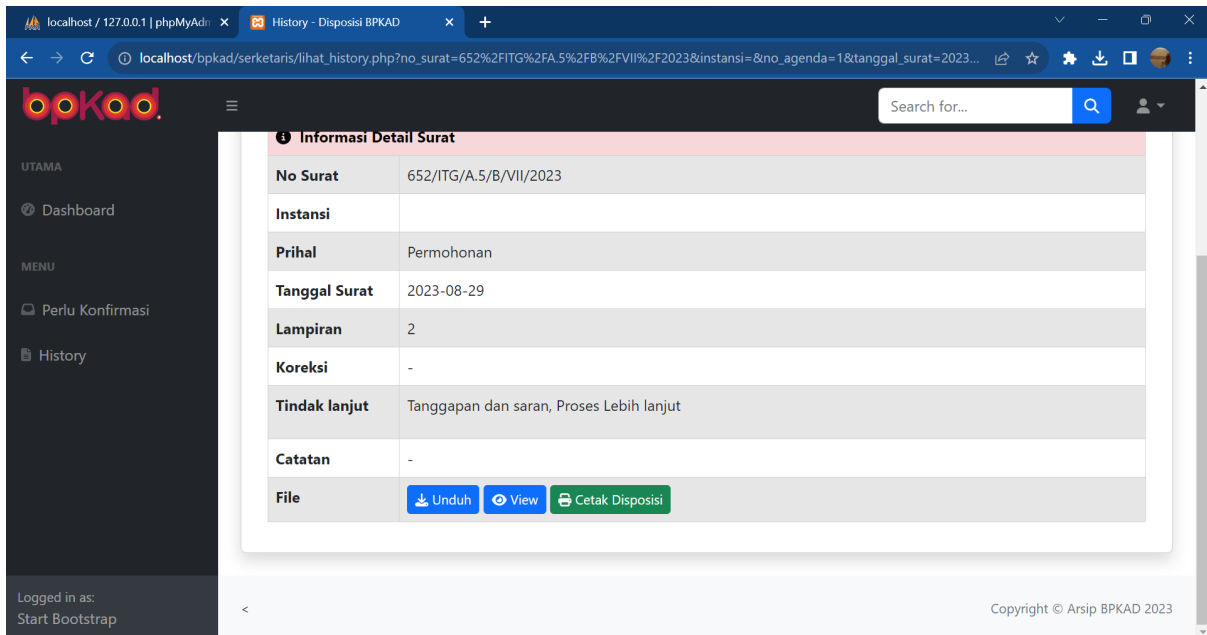 localhost / 127.0.0.1 | phpMyAdm
History - Disposisi BPKAD
localhost/bpkad/serketaris/lihat_history.php?no_surat=652%2FITG%2FA.5%2FB%2FVII%2F2023&instansi=&no_agenda=1&tanggal_surat=2023...
bpkad.
Search for...
UTAMA
Dashboard
MENU
Perlu Konfirmasi
History
Informasi Detail Surat
No Surat 652/ITG/A.5/B/VII/2023
Instansi
Prihal Permohonan
Tanggal Surat 2023-08-29
Lampiran 2
Koreksi -
Tindak lanjut Tanggapan dan saran, Proses Lebih lanjut
Catatan -
File Unduh View Cetak Disposisi
Logged in as:
Start Bootstrap
<
Copyright © Arsip BPKAD 2023